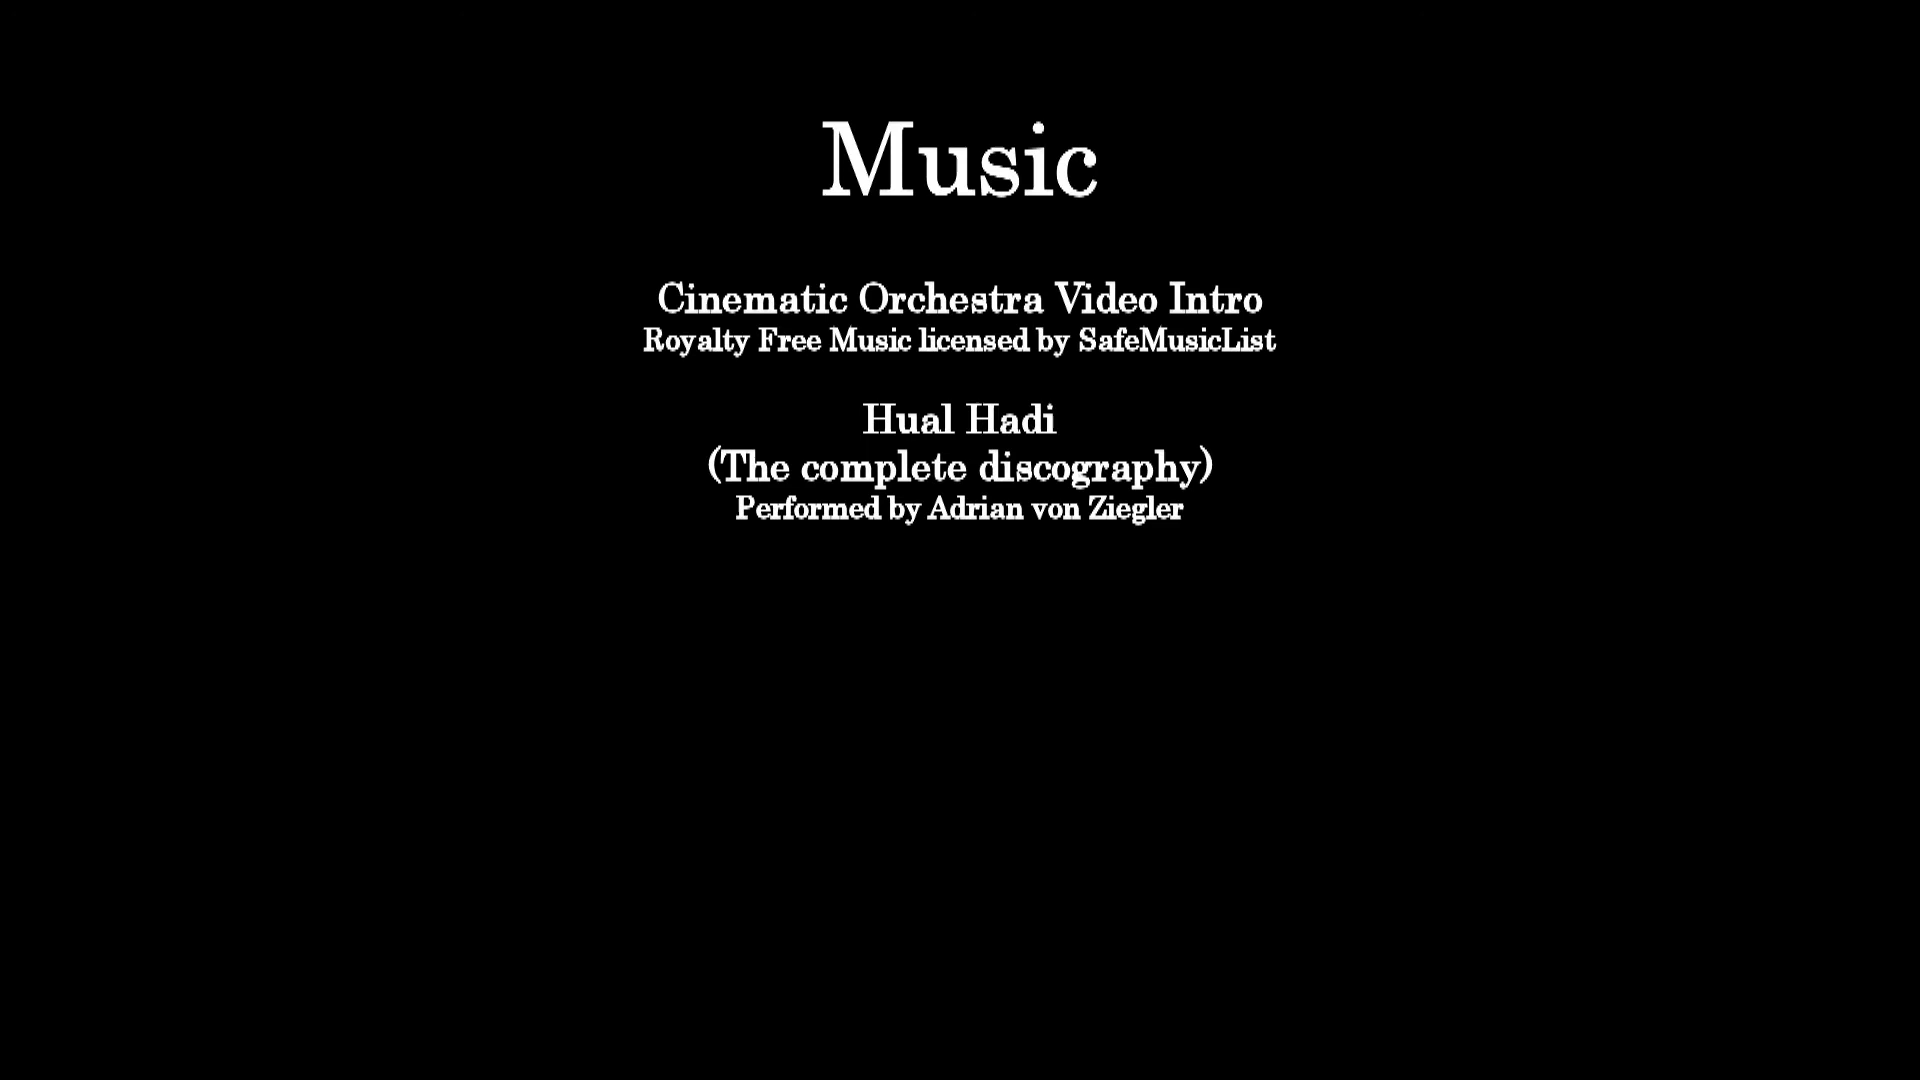 Music
Cinematic Orchestra Video Intro
Royalty Free Music licensed by SafeMusicList
Hual Hadi
(The complete discography)
Performed by Adrian von Ziegler